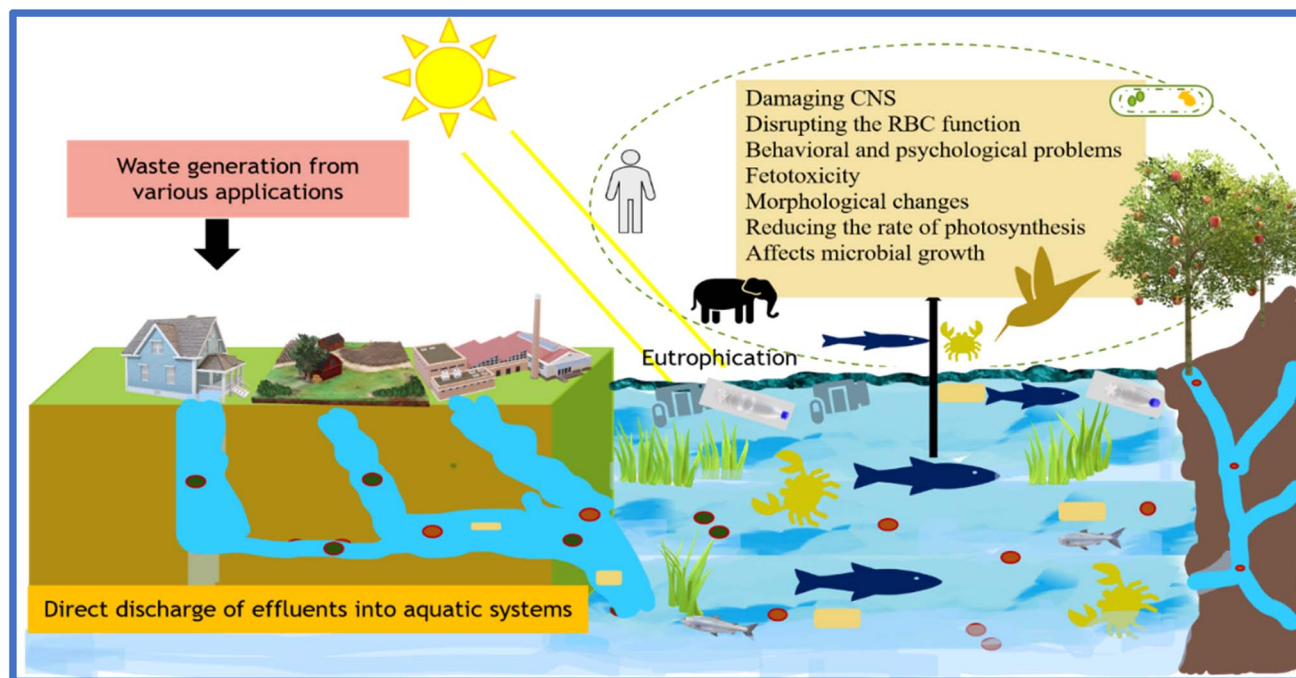 Waste generation from
various applications
Damaging CNS
Disrupting the RBC function
Behavioral and psychological problems
Fetotoxicity
Morphological changes
Reducing the rate of photosynthesis
Affects microbial growth
Eutrophication
Direct discharge of effluents into aquatic systems